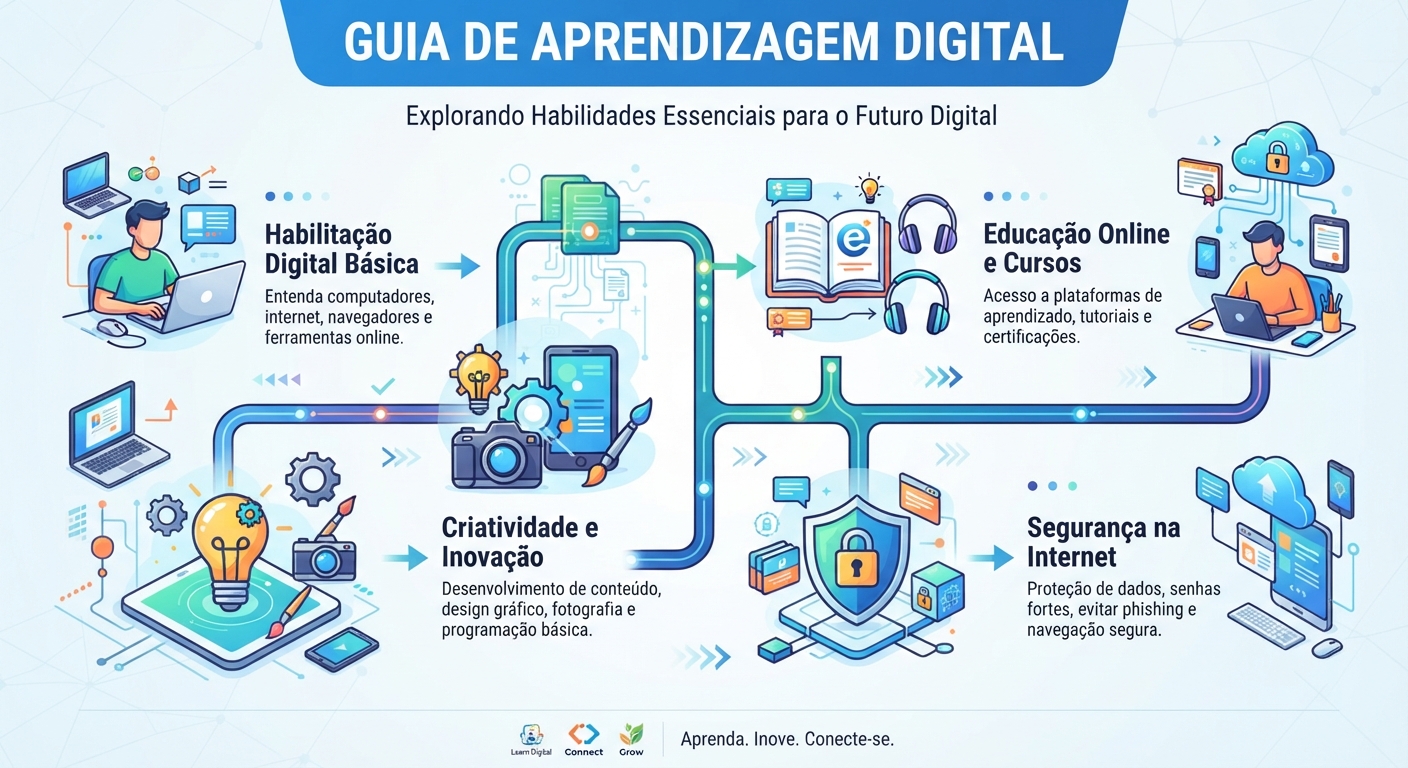 GUIA DE APRENDIZAGEM DIGITAL
Explorando Habilidades Essenciais para o Futuro Digital
Habilitação
Digital Básica
Entenda computadores,
internet, navegadores e
ferramentas online.
Educação Online
e Cursos
Acesso a plataformas de
aprendizado, tutoriais e
certificações.
Criatividade e
Inovação
Desenvolvimento de conteúdo,
design gráfico, fotografia e
programação básica.
Segurança na
Internet
Proteção de dados, senhas
fortes, evitar phishing e
navegação segura.
Learn Digital
Connect
Grow
Aprenda. Inove. Conecte-se.